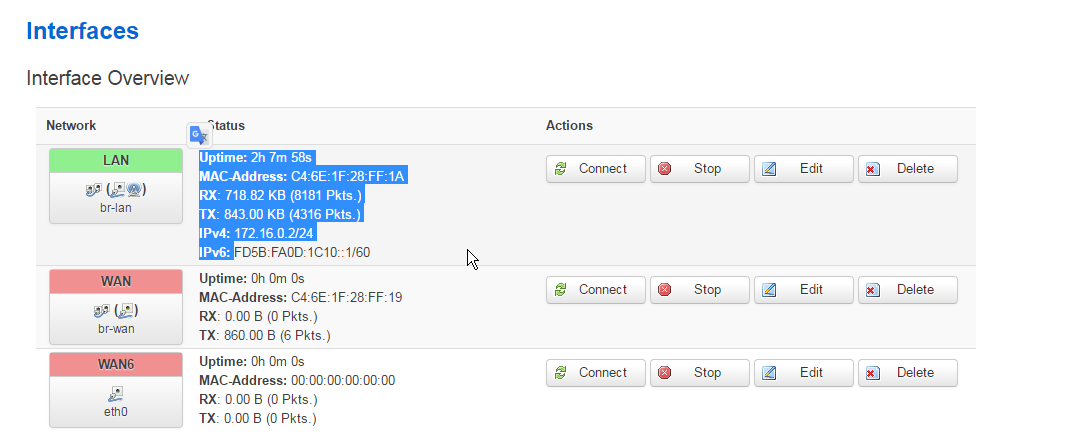 Interfaces
Interface Overview
Network Status Actions
LAN
br-lan
Uptime: 2h 7m 58s
MAC-Address: C4:6E:1F:28:FF:1A
RX: 718.82 KB (8181 Pkts.)
TX: 843.00 KB (4316 Pkts.)
IPv4: 172.16.0.2/24
IPv6: FD5B:FA0D:1C10::1/60
Connect Stop Edit Delete
WAN
br-wan
Uptime: 0h 0m 0s
MAC-Address: C4:6E:1F:28:FF:19
RX: 0.00 B (0 Pkts.)
TX: 860.00 B (6 Pkts.)
Connect Stop Edit Delete
WAN6
eth0
Uptime: 0h 0m 0s
MAC-Address: 00:00:00:00:00:00
RX: 0.00 B (0 Pkts.)
TX: 0.00 B (0 Pkts.)
Connect Stop Edit Delete